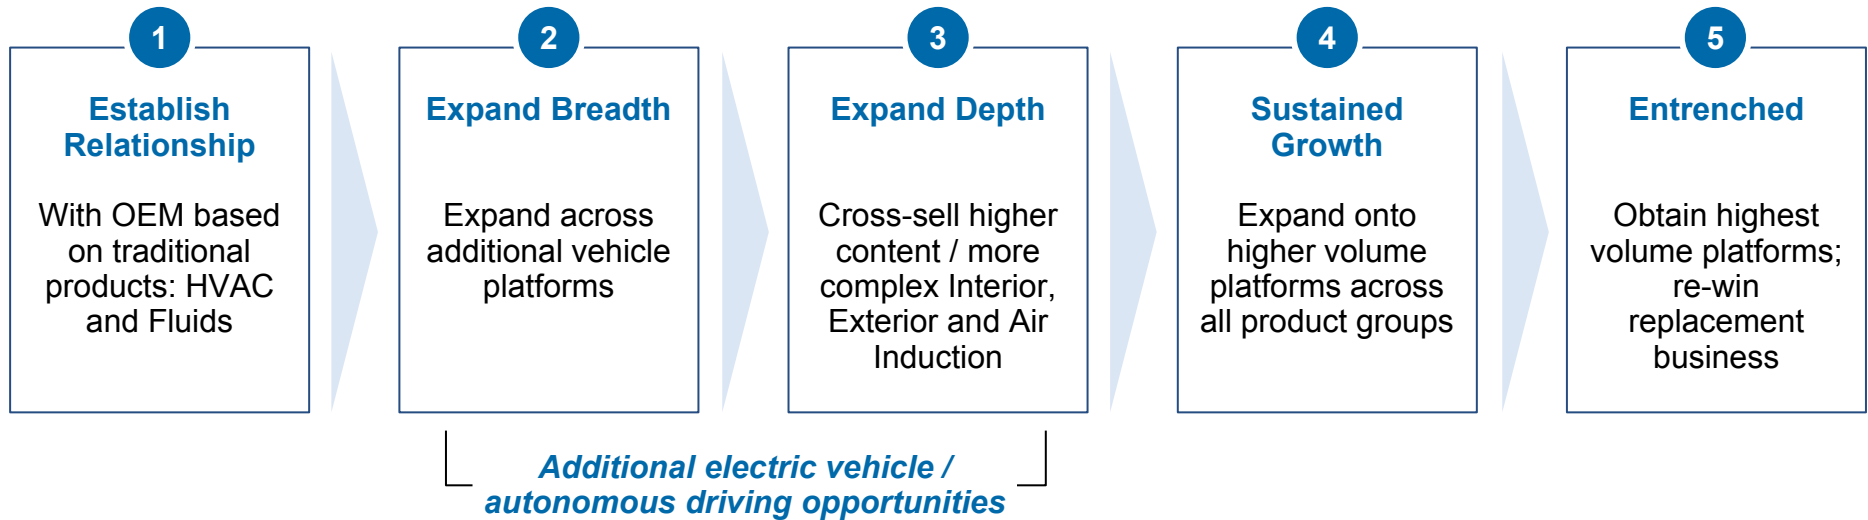 1
Establish
Relationship
With OEM based
on traditional
products: HVAC
and Fluids
2
Expand Breadth
Expand across
additional vehicle
platforms
3
Expand Depth
Cross-sell higher
content / more
complex Interior,
Exterior and Air
Induction
4
Sustained
Growth
Expand onto
higher volume
platforms across
all product groups
5
Entrenched
Obtain highest
volume platforms;
re-win
replacement
business
Additional electric vehicle /
autonomous driving opportunities